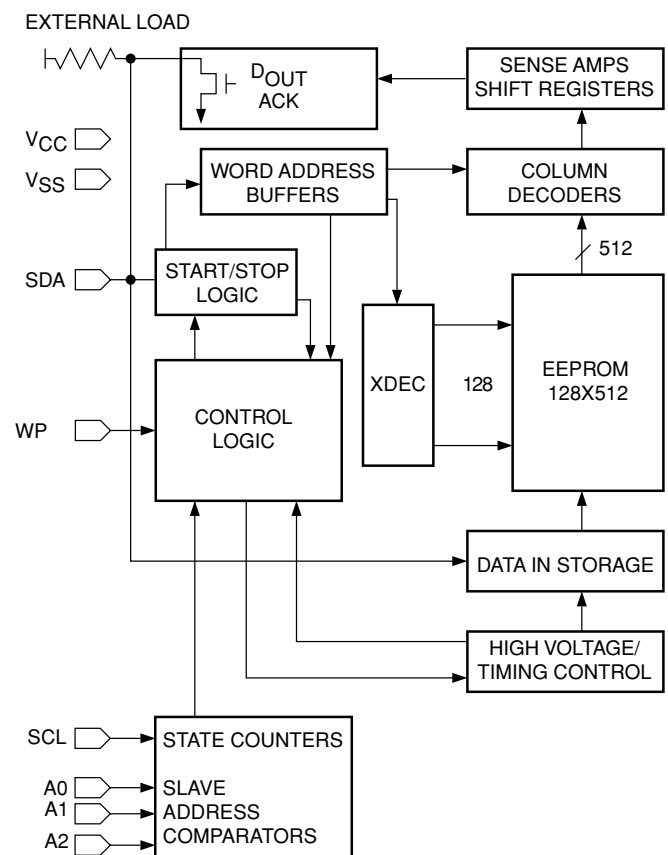 EXTERNAL LOAD
DOUT
ACK
SENSE AMPS
SHIFT REGISTERS
VCC
VSS
WORD ADDRESS
BUFFERS
COLUMN
DECODERS
512
SDA
START/STOP
LOGIC
XDEC
128
EEPROM
128X512
WP
CONTROL
LOGIC
DATA IN STORAGE
HIGH VOLTAGE/
TIMING CONTROL
SCL
STATE COUNTERS
A0
SLAVE
A1
ADDRESS
A2
COMPARATORS